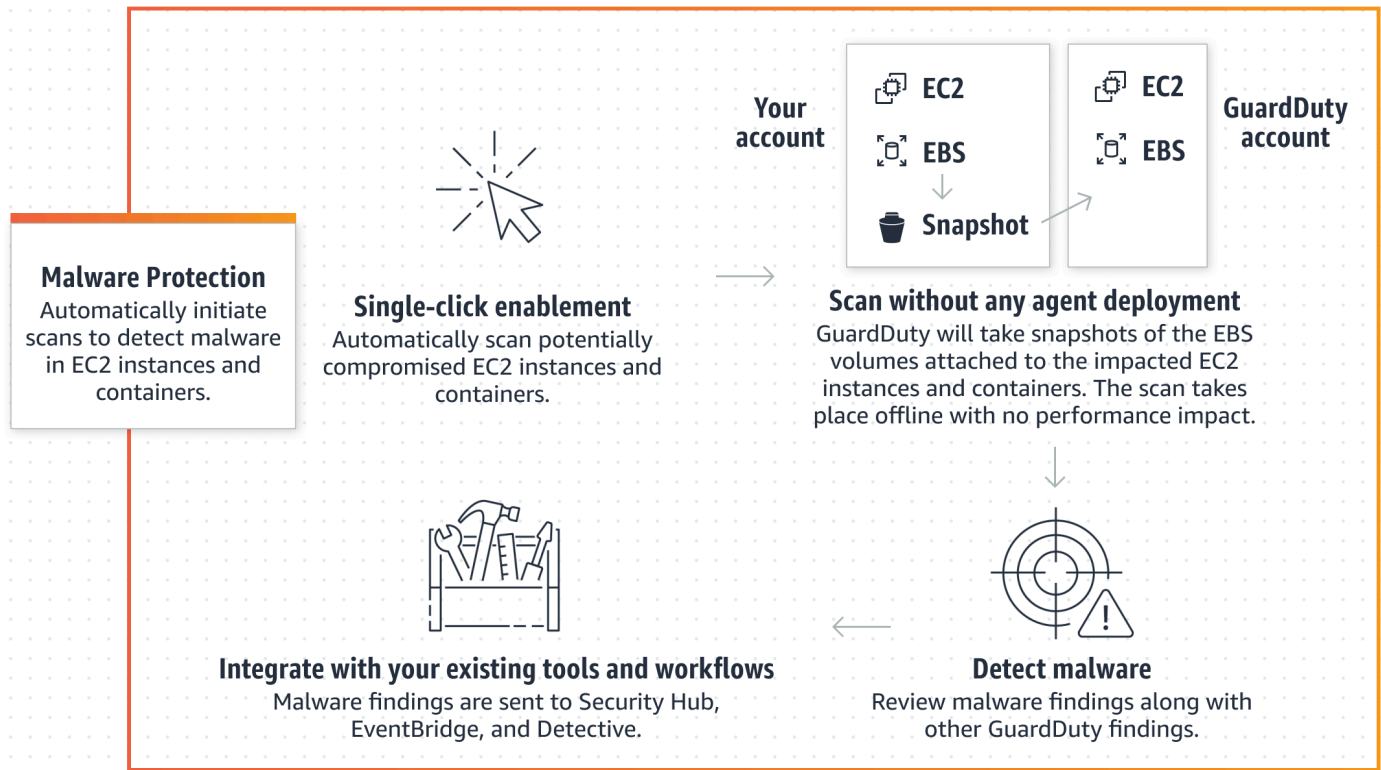 Malware Protection
Automatically initiate
scans to detect malware
in EC2 instances and
containers.
Single-click enablement
Automatically scan potentially
compromised EC2 instances and
containers.
Your
account
EC2
EBS
Snapshot
EC2
EBS
GuardDuty
account
Scan without any agent deployment
GuardDuty will take snapshots of the EBS
volumes attached to the impacted EC2
instances and containers. The scan takes
place offline with no performance impact.
Detect malware
Review malware findings along with
other GuardDuty findings.
Integrate with your existing tools and workflows
Malware findings are sent to Security Hub,
EventBridge, and Detective.